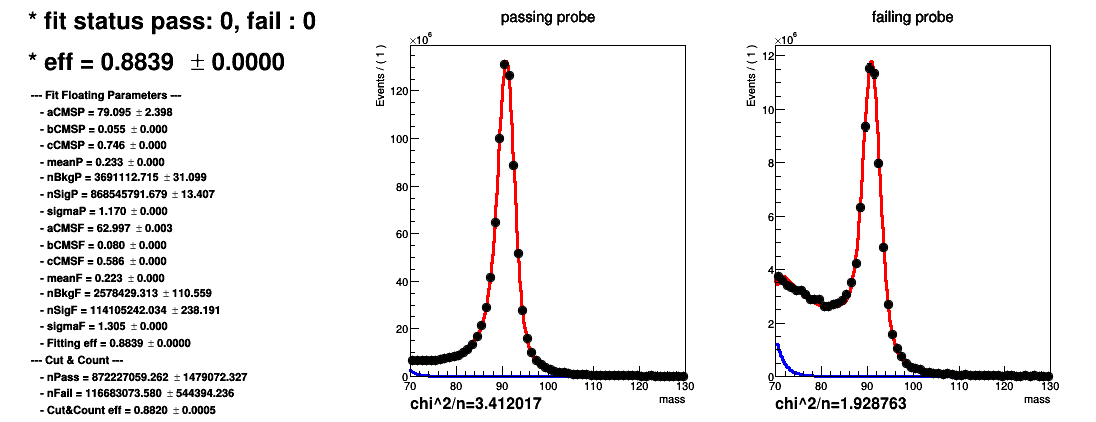 * fit status pass: 0, fail : 0
* eff = 0.8839 ± 0.0000
--- Fit Floating Parameters ---
- aCMSP = 79.095 ± 2.398
- bCMSP = 0.055 ± 0.000
- cCMSP = 0.746 ± 0.000
- meanP = 0.233 ± 0.000
- nBkgP = 3691112.715 ± 31.099
- nSigP = 868545791.679 ± 13.407
- sigmaP = 1.170 ± 0.000
- aCMSF = 62.997 ± 0.003
- bCMSF = 0.080 ± 0.000
- cCMSF = 0.586 ± 0.000
- meanF = 0.223 ± 0.000
- nBkgF = 2578429.313 ± 110.559
- nSigF = 114105242.034 ± 238.191
- sigmaF = 1.305 ± 0.000
- Fitting eff = 0.8839 ± 0.0000
--- Cut & Count ---
- nPass = 872227059.262 ± 1479072.327
- nFail = 116683073.580 ± 544394.236
- Cut&Count eff = 0.8820 ± 0.0005
passing probe
×10⁶
Events / ( 1 )
120
100
80
60
40
20
0
70 80 90 100 110 120 130
mass
chi^2/n=3.412017
failing probe
×10⁶
Events / ( 1 )
12
10
8
6
4
2
0
70 80 90 100 110 120 130
mass
chi^2/n=1.928763